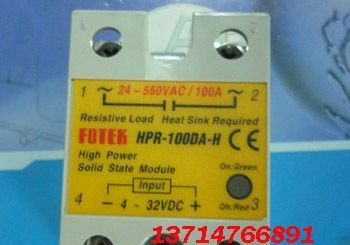 1 ~ 24 ~ 550VAC / 100A ~ 2
Resistive Load Heat Sink Required
FOTEK HPR-100DA-H CE
High Power
Solid State Module
On:Green
4 Input Oh:Red 3
− 4 - 32VDC +
13714766891